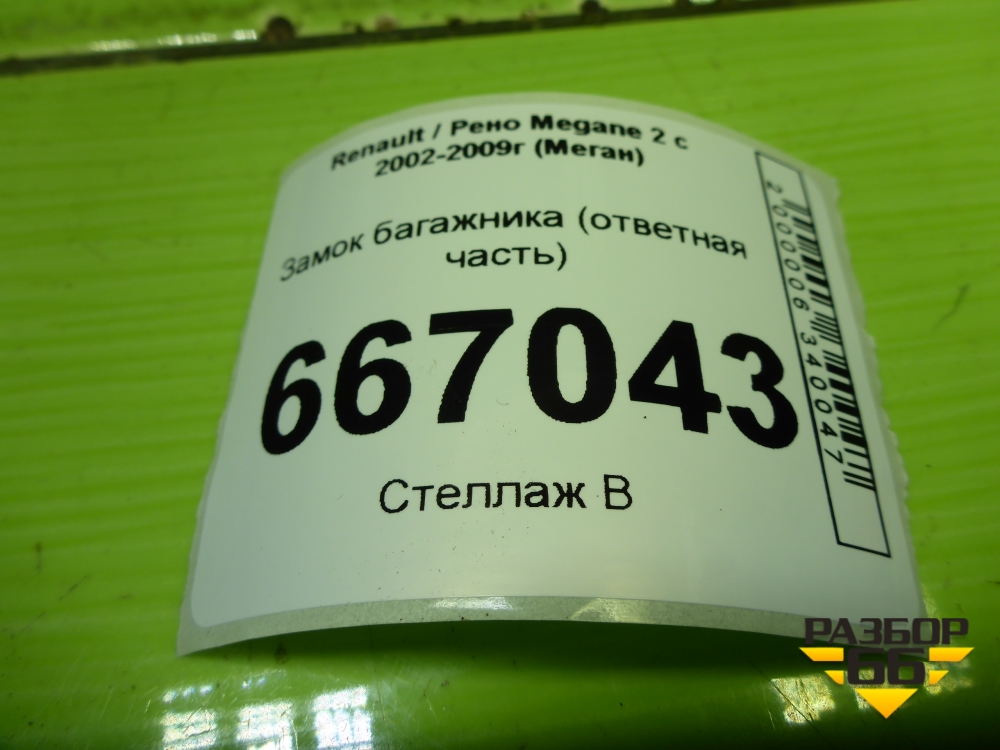 Renault / Рено Megane 2 с
2002-2009г (Меган)
Замок багажника (ответная
часть)
667043
Стеллаж В
2000006340047
РАЗБОР
66